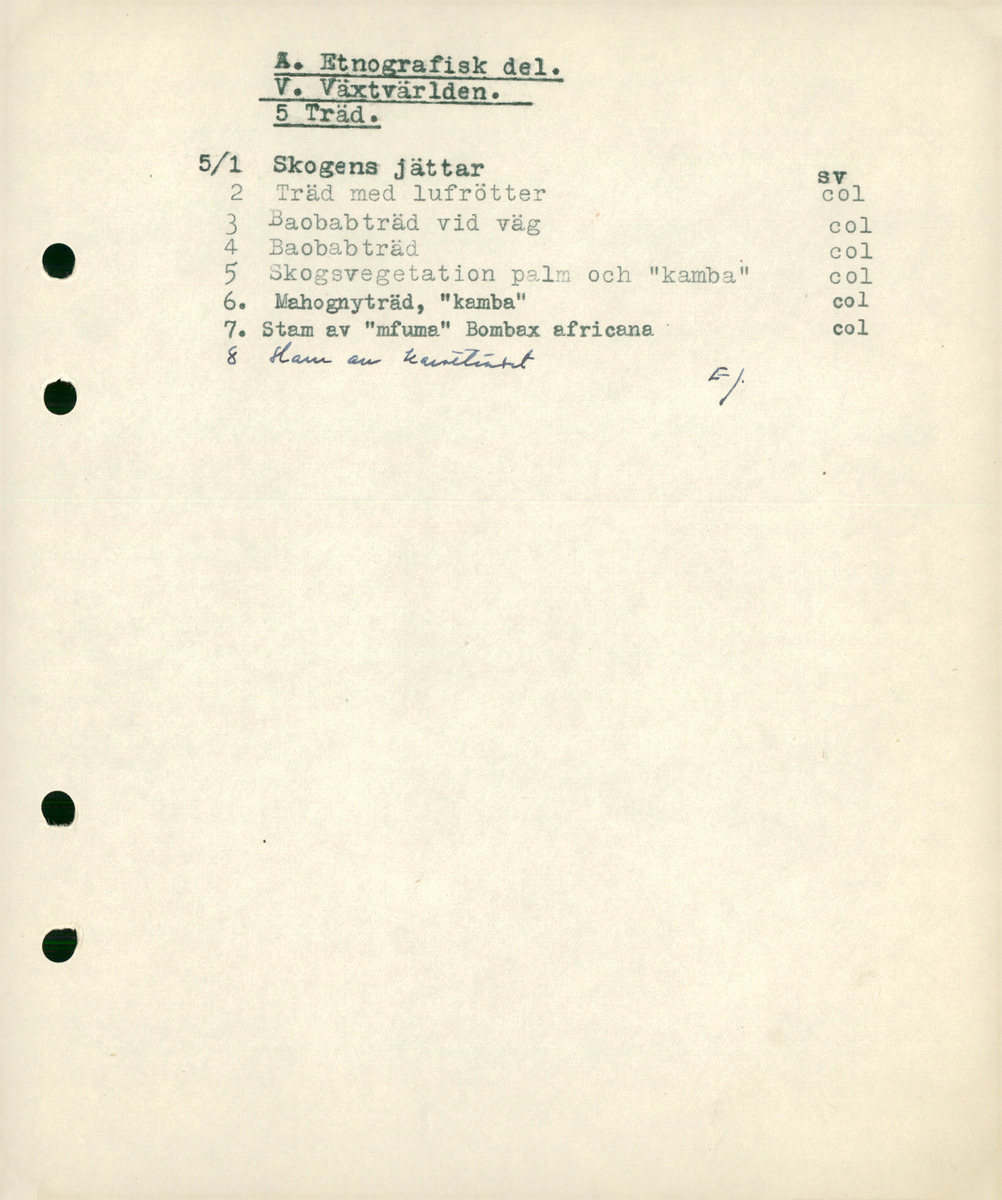 A. Etnografisk del.
V. Växtvärlden.
5 Träd.
5/1 Skogens jättar sv
2 Träd med lufrötter col
3 Baobabträd vid väg col
4 Baobabträd col
5 Skogsvegetation palm och "kamba" col
6. Mahognyträd, "kamba" col
7. Stam av "mfuma" Bombax africana col
8 Stam av